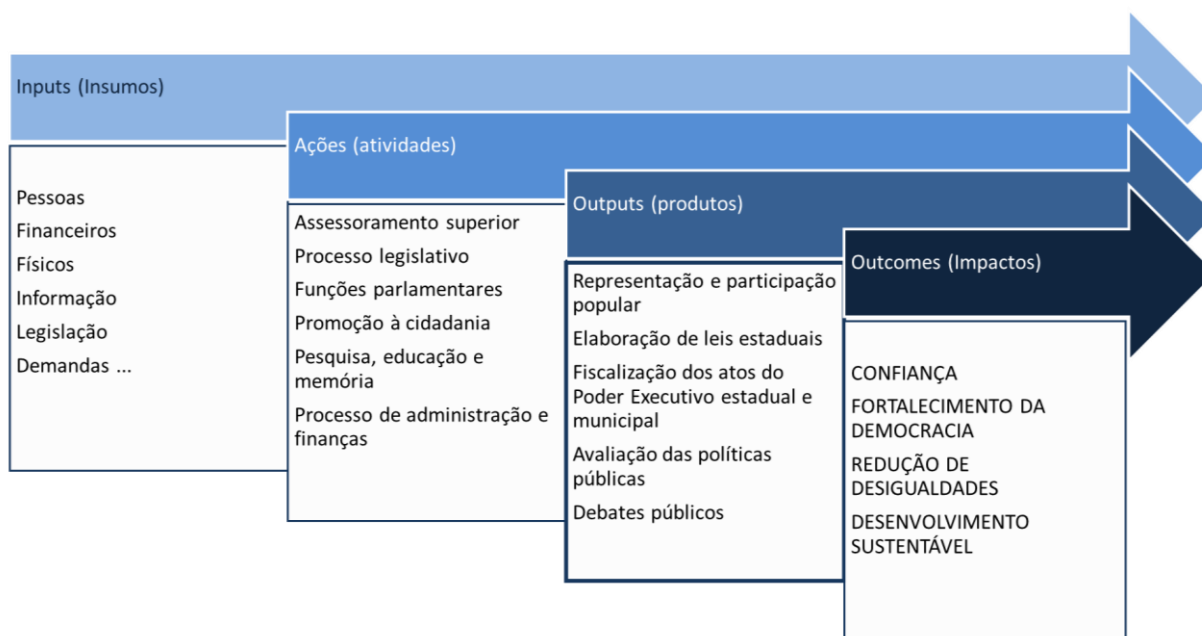 Inputs (Insumos)
Pessoas
Financeiros
Físicos
Informação
Legislação
Demandas ...
Ações (atividades)
Assessoramento superior
Processo legislativo
Funções parlamentares
Promoção à cidadania
Pesquisa, educação e
memória
Processo de administração e
finanças
Outputs (produtos)
Representação e participação
popular
Elaboração de leis estaduais
Fiscalização dos atos do
Poder Executivo estadual e
municipal
Avaliação das políticas
públicas
Debates públicos
Outcomes (Impactos)
CONFIANÇA
FORTALECIMENTO DA
DEMOCRACIA
REDUÇÃO DE
DESIGUALDADES
DESENVOLVIMENTO
SUSTENTÁVEL